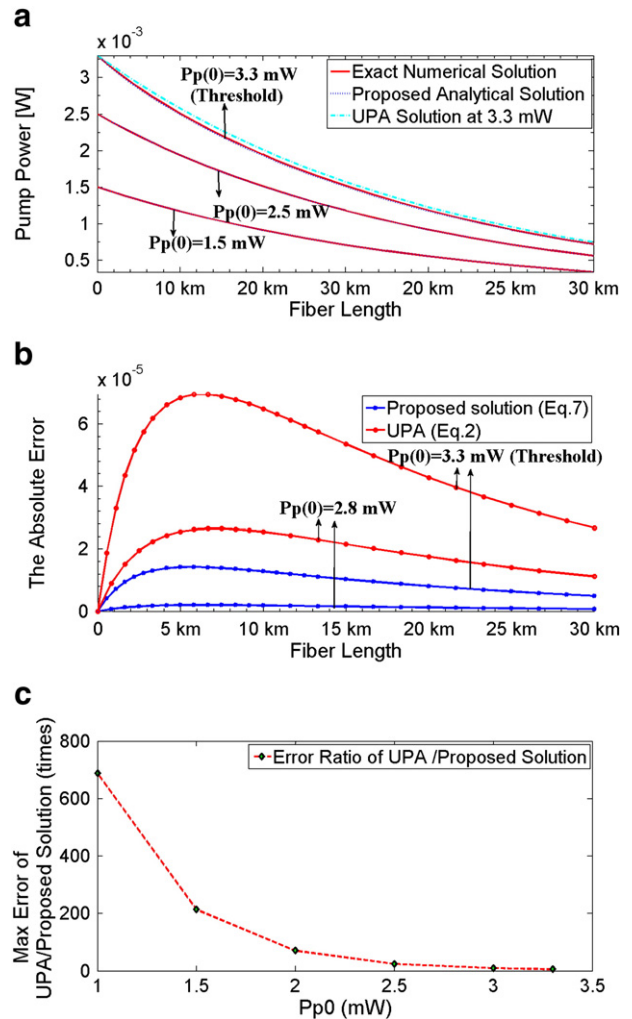 a
x 10⁻³
3
2.5
2
1.5
1
0.5
Pump Power [W]
Pp(0)=3.3 mW
(Threshold)
Exact Numerical Solution
Proposed Analytical Solution
UPA Solution at 3.3 mW
Pp(0)=2.5 mW
Pp(0)=1.5 mW
0 10 km 10 km 15 km 20 km 25 km 30 km
Fiber Length
b
x 10⁻⁵
6
4
2
0
The Absolute Error
Proposed solution (Eq.7)
UPA (Eq.2)
Pp(0)=3.3 mW (Threshold)
Pp(0)=2.8 mW
0 5 km 10 km 15 km 20 km 25 km 30 km
Fiber Length
c
800
600
400
200
0
Max Error of
UPA/Proposed Solution (times)
Error Ratio of UPA /Proposed Solution
1 1.5 2 2.5 3 3.5
Pp0 (mW)